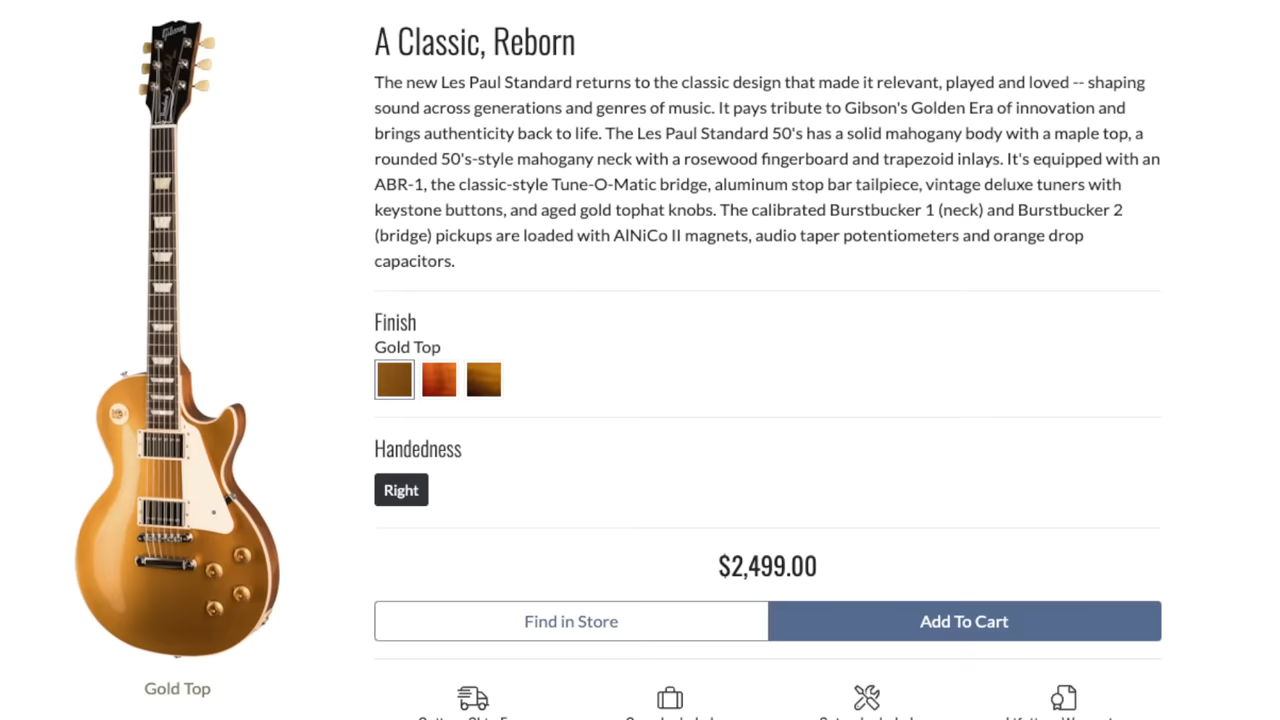 Gibson
A Classic, Reborn
The new Les Paul Standard returns to the classic design that made it relevant, played and loved -- shaping
sound across generations and genres of music. It pays tribute to Gibson's Golden Era of innovation and
brings authenticity back to life. The Les Paul Standard 50's has a solid mahogany body with a maple top, a
rounded 50's-style mahogany neck with a rosewood fingerboard and trapezoid inlays. It's equipped with an
ABR-1, the classic-style Tune-O-Matic bridge, aluminum stop bar tailpiece, vintage deluxe tuners with
keystone buttons, and aged gold tophat knobs. The calibrated Burstbucker 1 (neck) and Burstbucker 2
(bridge) pickups are loaded with AlNiCo II magnets, audio taper potentiometers and orange drop
capacitors.
Finish
Gold Top
Handedness
Right
$2,499.00
Find in Store
Add To Cart
Gold Top